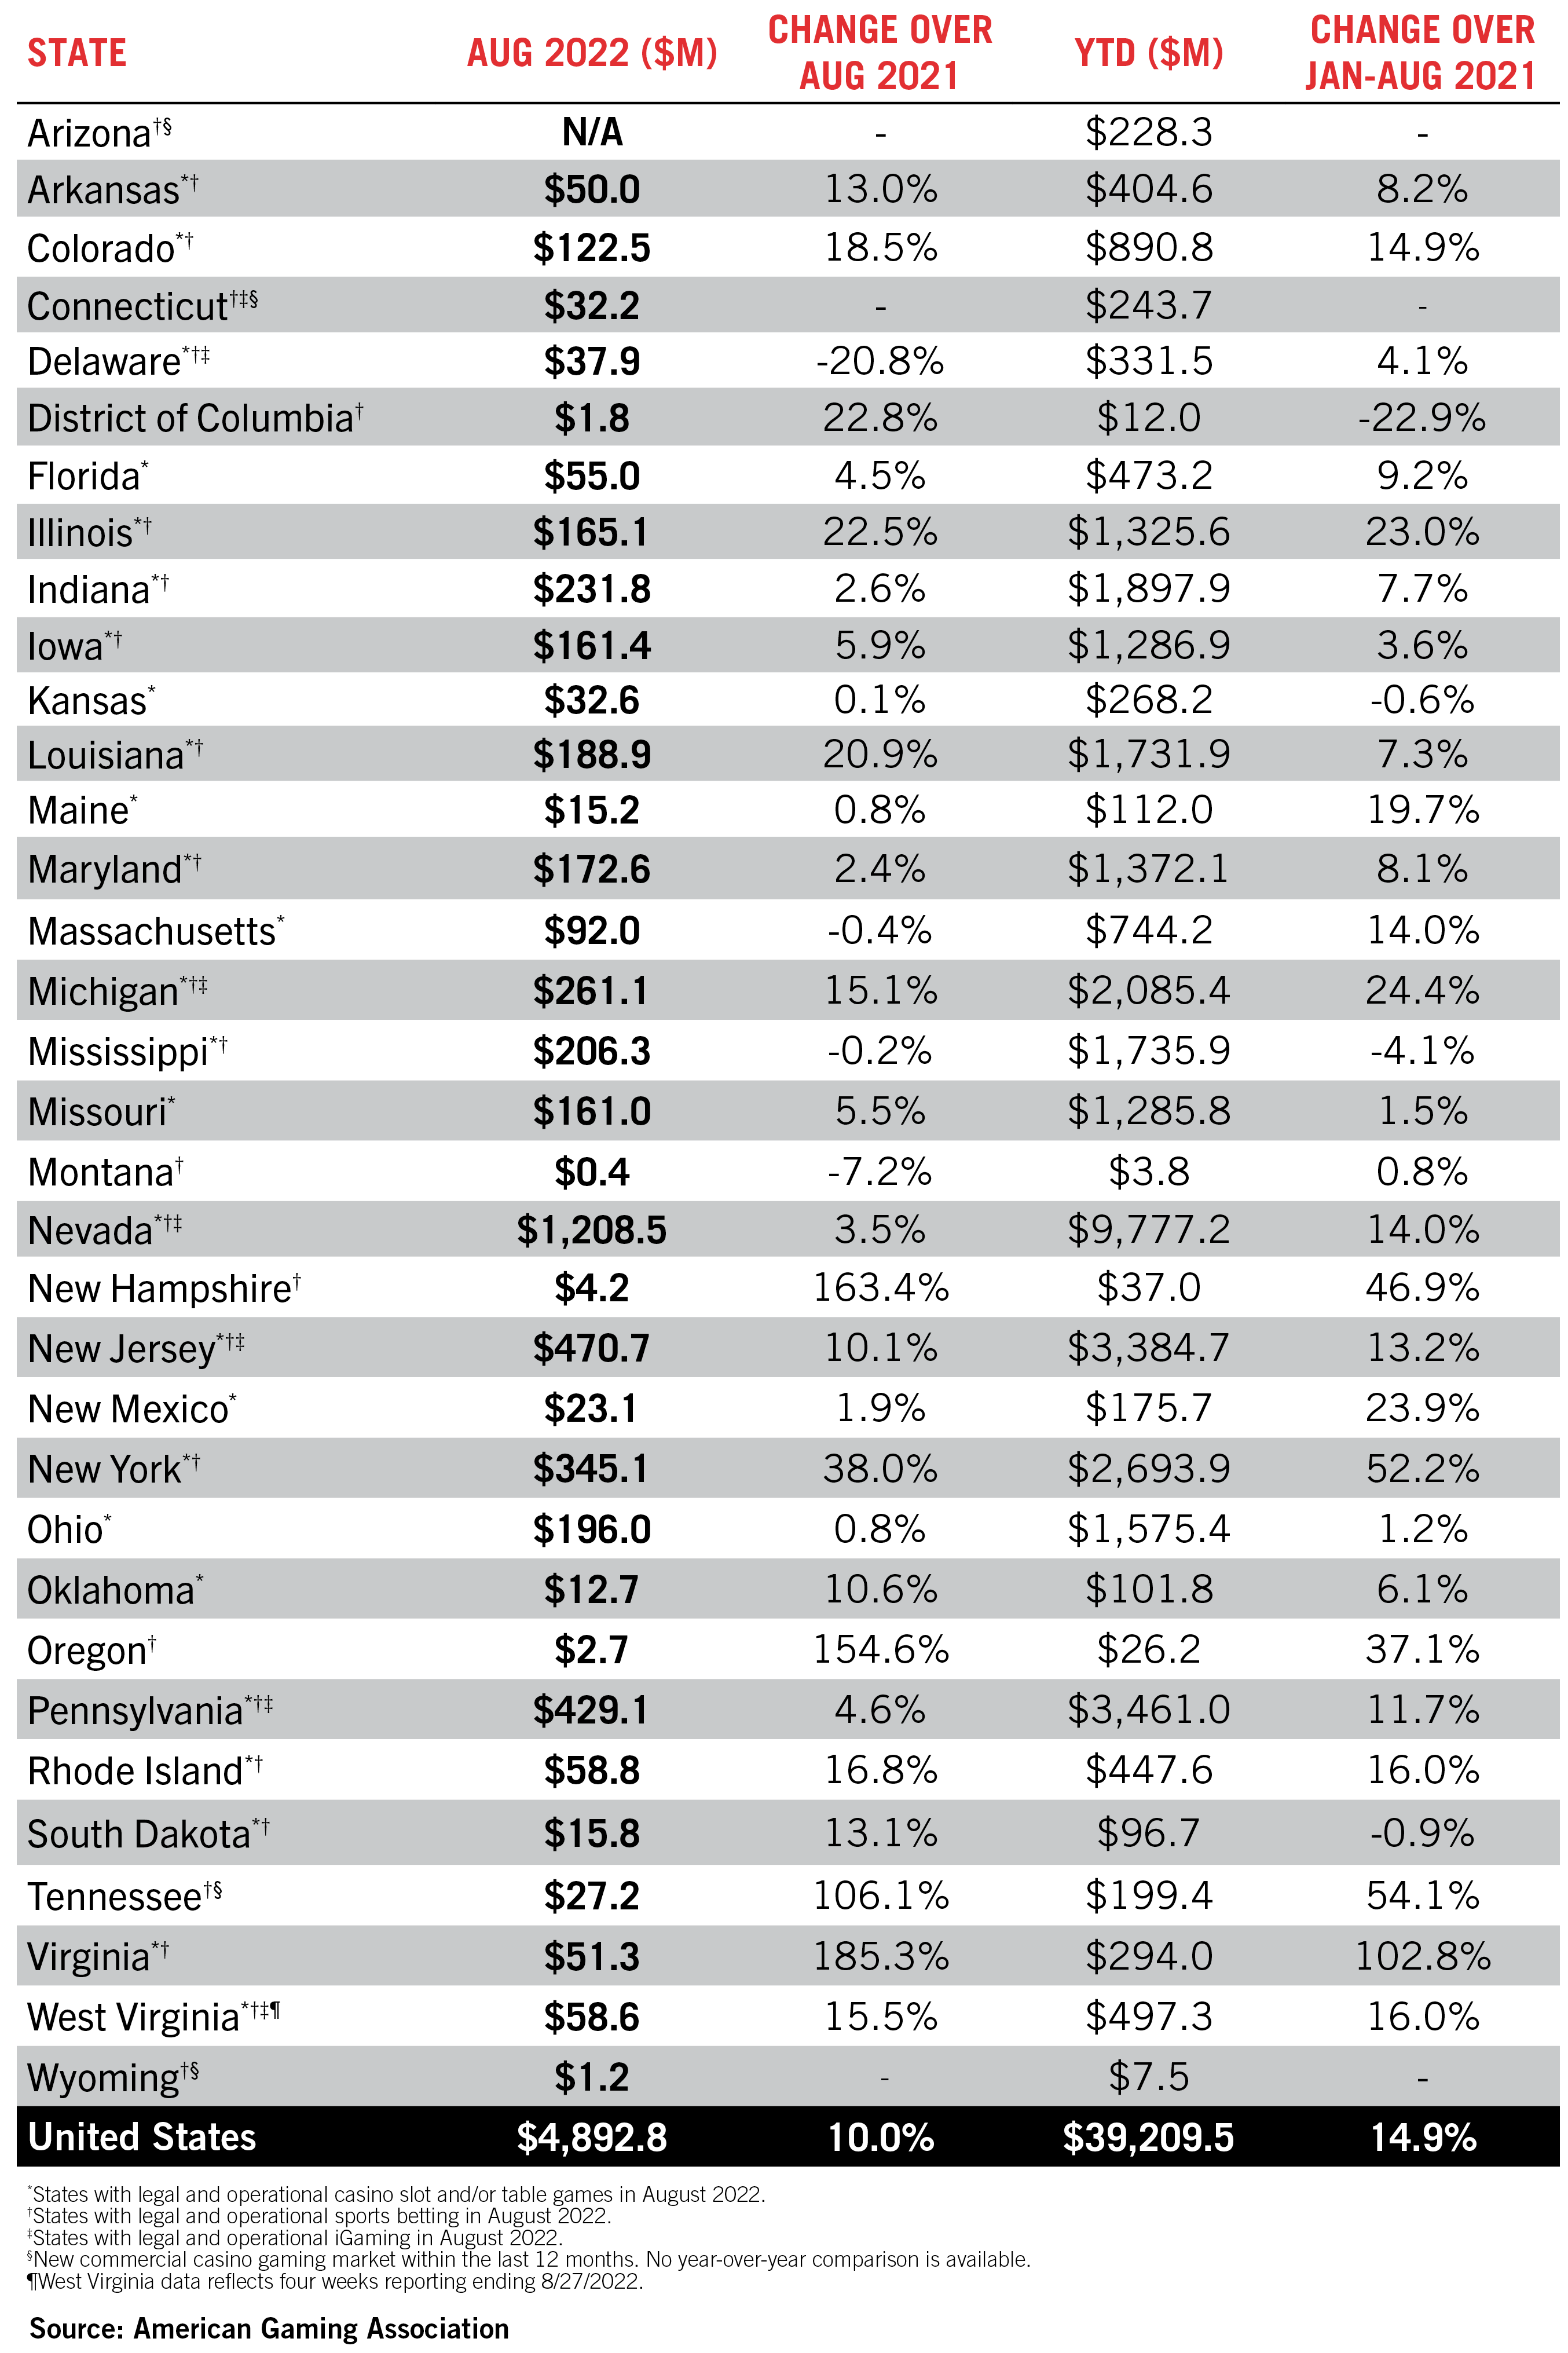 STATE AUG 2022 ($M) CHANGE OVER AUG 2021 YTD ($M) CHANGE OVER JAN-AUG 2021
Arizona†§ N/A - $228.3 -
Arkansas*† $50.0 13.0% $404.6 8.2%
Colorado*† $122.5 18.5% $890.8 14.9%
Connecticut†‡§ $32.2 - $243.7 -
Delaware*†‡ $37.9 -20.8% $331.5 4.1%
District of Columbia† $1.8 22.8% $12.0 -22.9%
Florida* $55.0 4.5% $473.2 9.2%
Illinois*† $165.1 22.5% $1,325.6 23.0%
Indiana*† $231.8 2.6% $1,897.9 7.7%
Iowa*† $161.4 5.9% $1,286.9 3.6%
Kansas* $32.6 0.1% $268.2 -0.6%
Louisiana*† $188.9 20.9% $1,731.9 7.3%
Maine* $15.2 0.8% $112.0 19.7%
Maryland*† $172.6 2.4% $1,372.1 8.1%
Massachusetts* $92.0 -0.4% $744.2 14.0%
Michigan*†‡ $261.1 15.1% $2,085.4 24.4%
Mississippi*† $206.3 -0.2% $1,735.9 -4.1%
Missouri* $161.0 5.5% $1,285.8 1.5%
Montana† $0.4 -7.2% $3.8 0.8%
Nevada*†‡ $1,208.5 3.5% $9,777.2 14.0%
New Hampshire† $4.2 163.4% $37.0 46.9%
New Jersey*†‡ $470.7 10.1% $3,384.7 13.2%
New Mexico* $23.1 1.9% $175.7 23.9%
New York*† $345.1 38.0% $2,693.9 52.2%
Ohio* $196.0 0.8% $1,575.4 1.2%
Oklahoma* $12.7 10.6% $101.8 6.1%
Oregon† $2.7 154.6% $26.2 37.1%
Pennsylvania*†‡ $429.1 4.6% $3,461.0 11.7%
Rhode Island*† $58.8 16.8% $447.6 16.0%
South Dakota*† $15.8 13.1% $96.7 -0.9%
Tennessee†§ $27.2 106.1% $199.4 54.1%
Virginia*† $51.3 185.3% $294.0 102.8%
West Virginia*†‡¶ $58.6 15.5% $497.3 16.0%
Wyoming†§ $1.2 - $7.5 -
United States $4,892.8 10.0% $39,209.5 14.9%
*States with legal and operational casino slot and/or table games in August 2022.
†States with legal and operational sports betting in August 2022.
‡States with legal and operational iGaming in August 2022.
§New commercial casino gaming market within the last 12 months. No year-over-year comparison is available.
¶West Virginia data reflects four weeks reporting ending 8/27/2022.
Source: American Gaming Association